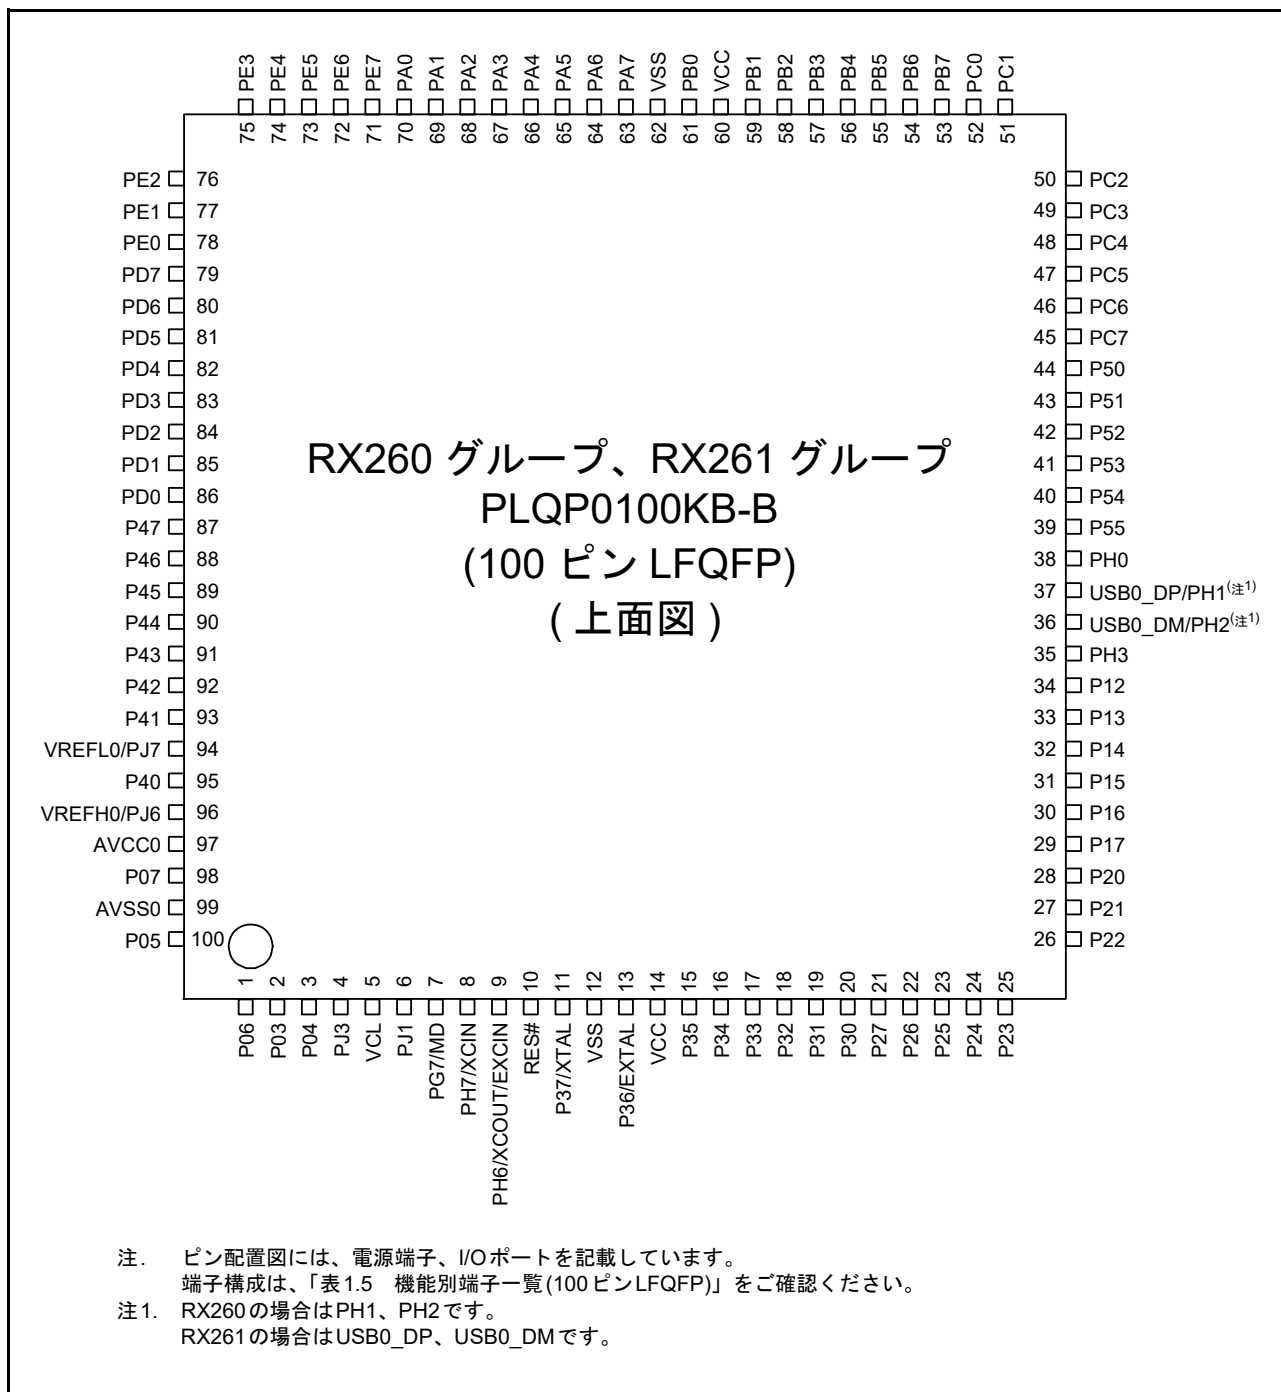 PE3 PE4 PE5 PE6 PE7 PA0 PA1 PA2 PA3 PA4 PA5 PA6 PA7 VSS PB0 VCC PB1 PB2 PB3 PB4 PB5 PB6 PB7 PC0 PC1
75 74 73 72 71 70 69 68 67 66 65 64 63 62 61 60 59 58 57 56 55 54 53 52 51
PE2 76
PE1 77
PE0 78
PD7 79
PD6 80
PD5 81
PD4 82
PD3 83
PD2 84
PD1 85
PD0 86
P47 87
P46 88
P45 89
P44 90
P43 91
P42 92
P41 93
VREFL0/PJ7 94
P40 95
VREFH0/PJ6 96
AVCC0 97
P07 98
AVSS0 99
P05 100
RX260 グループ、RX261 グループ
PLQP0100KB-B
(100 ピン LFQFP)
( 上面図 )
50 PC2
49 PC3
48 PC4
47 PC5
46 PC6
45 PC7
44 P50
43 P51
42 P52
41 P53
40 P54
39 P55
38 PH0
37 USB0_DP/PH1(注1)
36 USB0_DM/PH2(注1)
35 PH3
34 P12
33 P13
32 P14
31 P15
30 P16
29 P17
28 P20
27 P21
26 P22
1 2 3 4 5 6 7 8 9 10 11 12 13 14 15 16 17 18 19 20 21 22 23 24 25
P06 P03 P04 PJ3 VCL PJ1 PG7/MD PH7/XCIN PH6/XCOUT/EXCIN RES# P37/XTAL VSS P36/EXTAL VCC P35 P34 P33 P32 P31 P30 P27 P26 P25 P24 P23
注. ピン配置図には、電源端子、I/Oポートを記載しています。
端子構成は、「表1.5 機能別端子一覧(100ピンLFQFP)」をご確認ください。
注1. RX260の場合はPH1、PH2です。
RX261の場合はUSB0_DP、USB0_DMです。